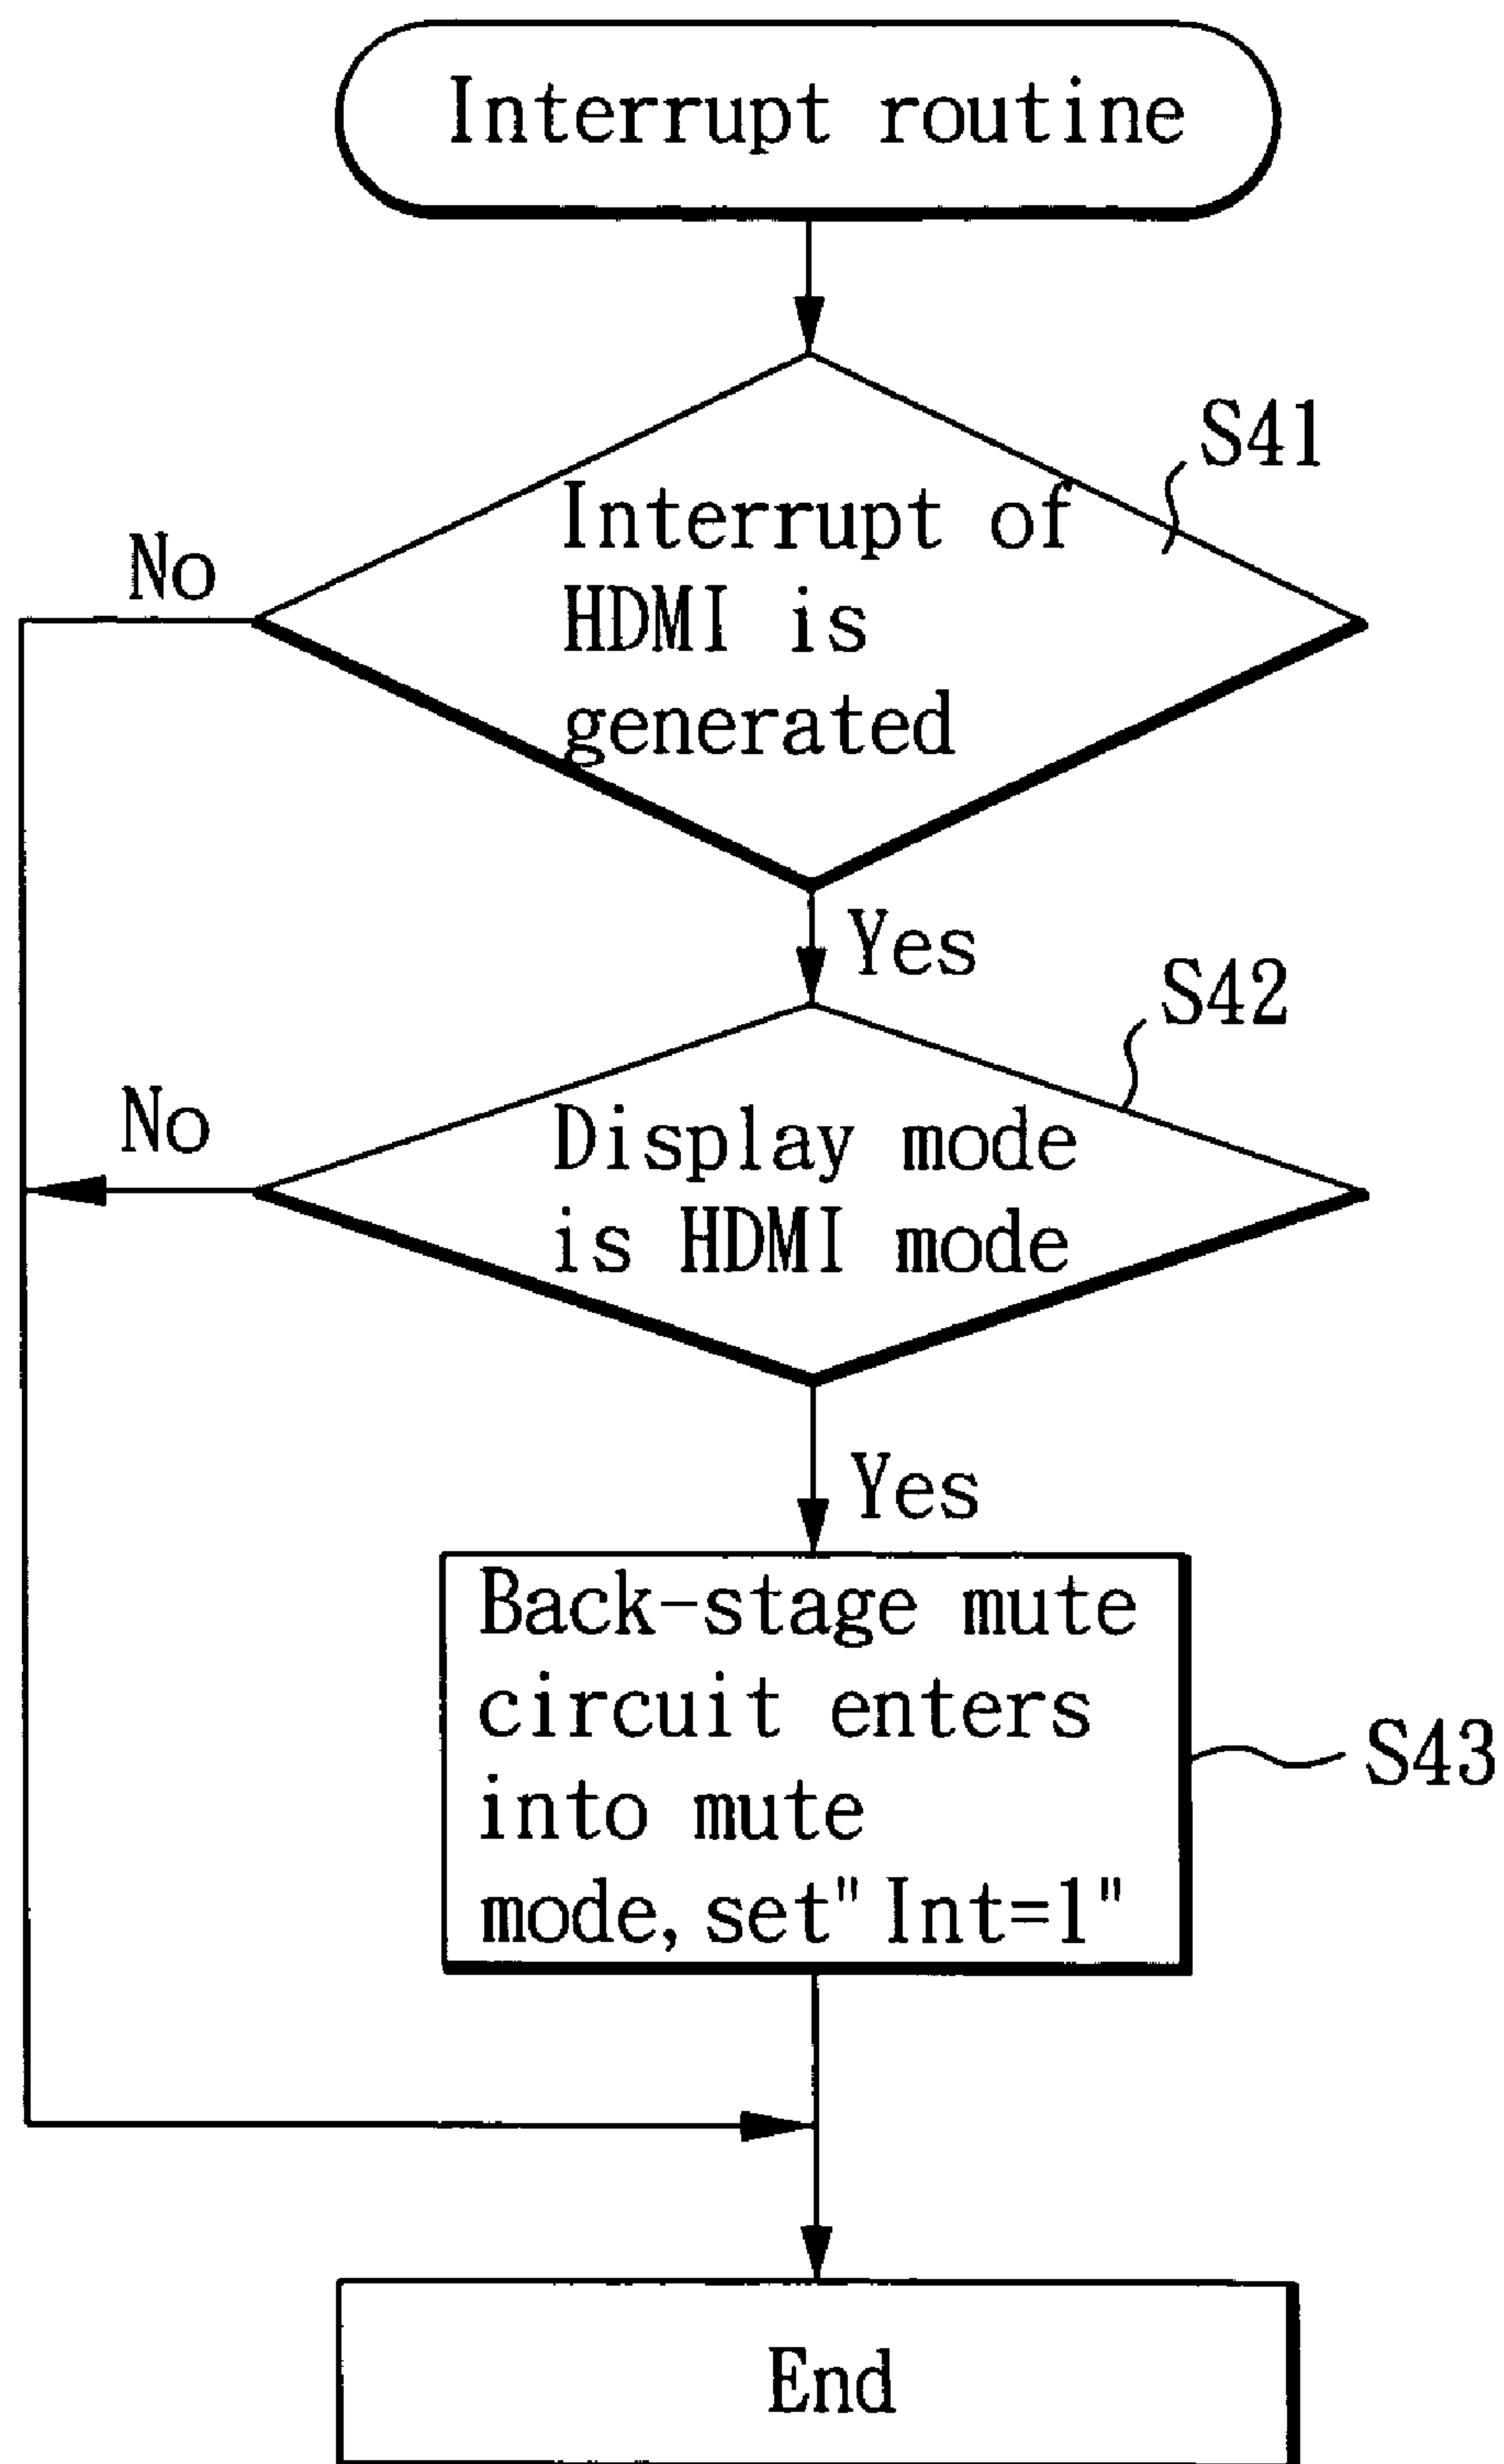 Interrupt routine
S41
Interrupt of
HDMI is
generated
No
Yes
S42
Display mode
is HDMI mode
No
Yes
Back-stage mute
circuit enters
into mute
mode, set"Int=1"
S43
End